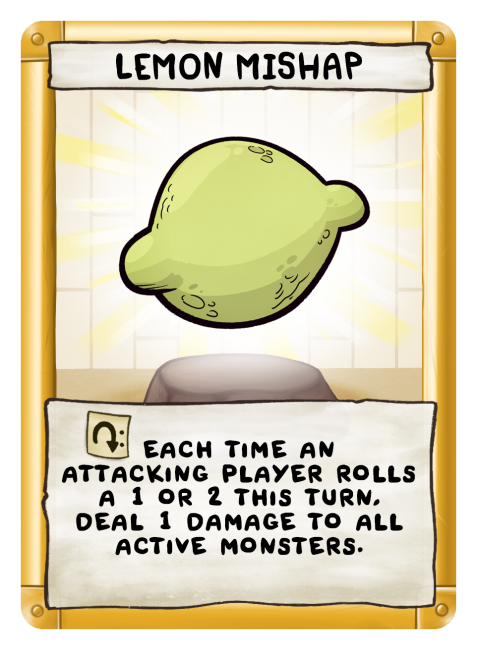 LEMON MISHAP
: EACH TIME AN
ATTACKING PLAYER ROLLS
A 1 OR 2 THIS TURN,
DEAL 1 DAMAGE TO ALL
ACTIVE MONSTERS.